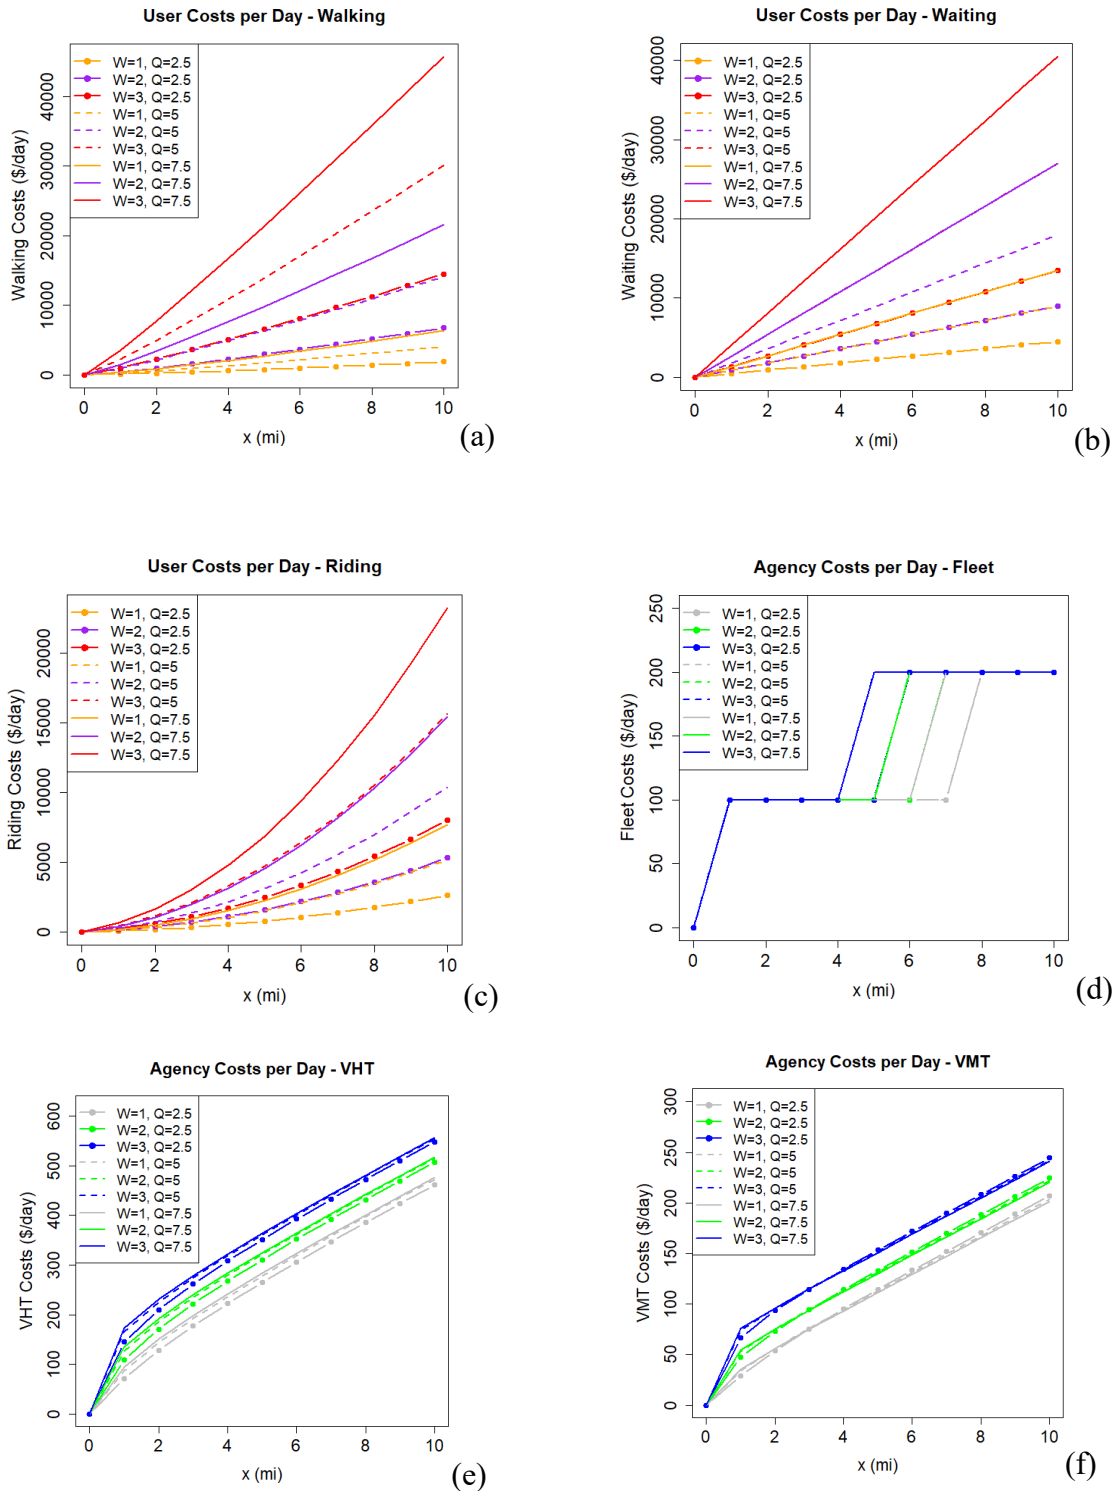 User Costs per Day - Walking
Walking Costs ($/day)
40000
30000
20000
10000
0
W=1, Q=2.5
W=2, Q=2.5
W=3, Q=2.5
W=1, Q=5
W=2, Q=5
W=3, Q=5
W=1, Q=7.5
W=2, Q=7.5
W=3, Q=7.5
0 2 4 6 8 10
x (mi)
(a)
User Costs per Day - Waiting
Waiting Costs ($/day)
40000
30000
20000
10000
0
W=1, Q=2.5
W=2, Q=2.5
W=3, Q=2.5
W=1, Q=5
W=2, Q=5
W=3, Q=5
W=1, Q=7.5
W=2, Q=7.5
W=3, Q=7.5
0 2 4 6 8 10
x (mi)
(b)
User Costs per Day - Riding
Riding Costs ($/day)
20000
15000
10000
5000
0
W=1, Q=2.5
W=2, Q=2.5
W=3, Q=2.5
W=1, Q=5
W=2, Q=5
W=3, Q=5
W=1, Q=7.5
W=2, Q=7.5
W=3, Q=7.5
0 2 4 6 8 10
x (mi)
(c)
Agency Costs per Day - Fleet
Fleet Costs ($/day)
250
200
150
100
50
0
W=1, Q=2.5
W=2, Q=2.5
W=3, Q=2.5
W=1, Q=5
W=2, Q=5
W=3, Q=5
W=1, Q=7.5
W=2, Q=7.5
W=3, Q=7.5
0 2 4 6 8 10
x (mi)
(d)
Agency Costs per Day - VHT
VHT Costs ($/day)
600
500
400
300
200
100
0
W=1, Q=2.5
W=2, Q=2.5
W=3, Q=2.5
W=1, Q=5
W=2, Q=5
W=3, Q=5
W=1, Q=7.5
W=2, Q=7.5
W=3, Q=7.5
0 2 4 6 8 10
x (mi)
(e)
Agency Costs per Day - VMT
VMT Costs ($/day)
300
250
200
150
100
50
0
W=1, Q=2.5
W=2, Q=2.5
W=3, Q=2.5
W=1, Q=5
W=2, Q=5
W=3, Q=5
W=1, Q=7.5
W=2, Q=7.5
W=3, Q=7.5
0 2 4 6 8 10
x (mi)
(f)